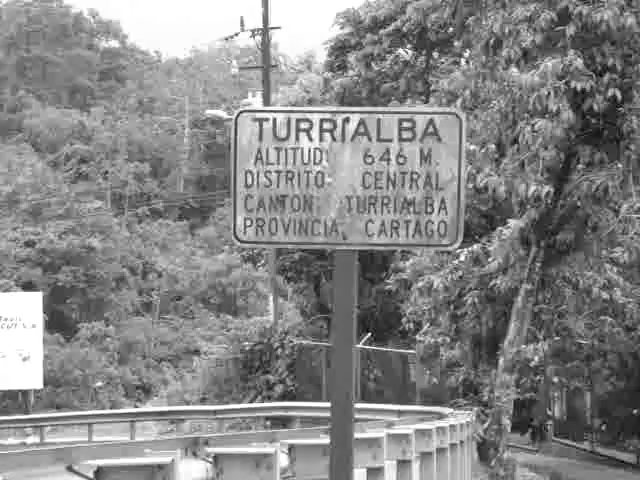 TURRIALBA
ALTITUD: 646 M.
DISTRITO: CENTRAL
CANTON: TURRIALBA
PROVINCIA: CARTAGO